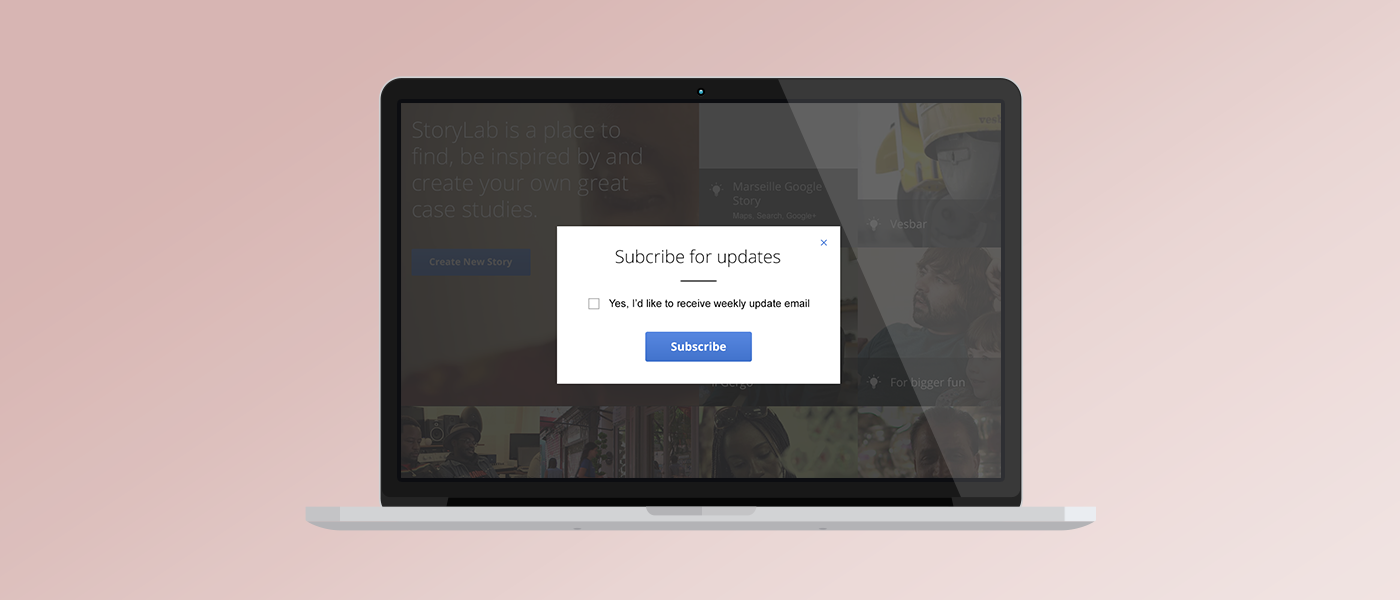 StoryLab is a place to
find, be inspired by and
create your own great
case studies.
Create New Story
Marseille Google
Story
Maps, Search, Google+
Vesbar
Subcribe for updates
Yes, I'd like to receive weekly update email
Subscribe
For bigger fun